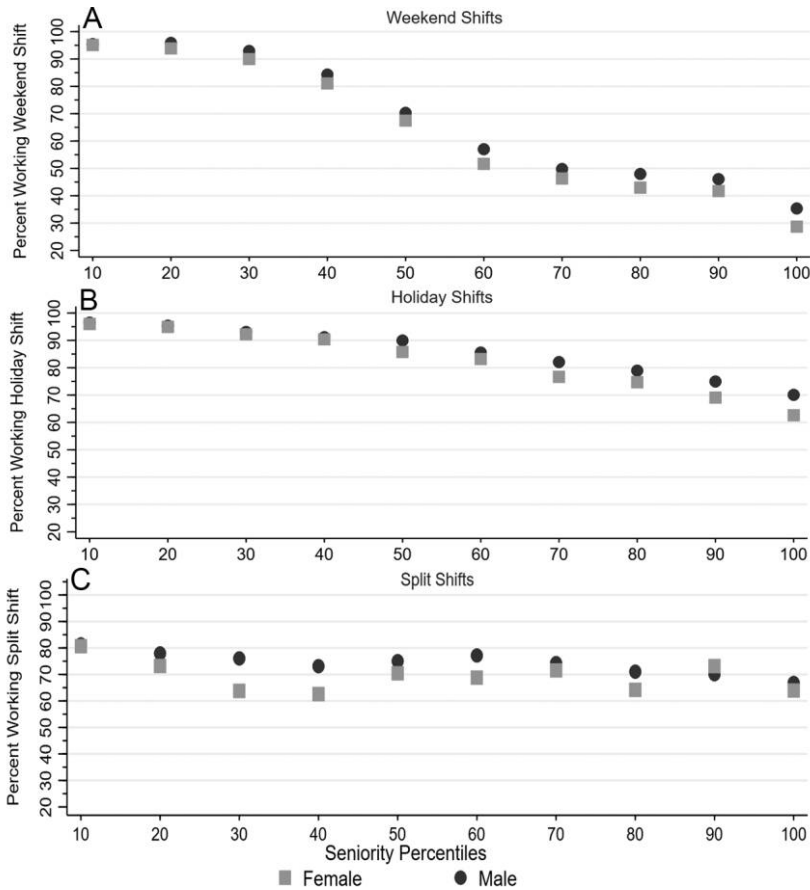 A
Weekend Shifts
Percent Working Weekend Shift
100
90
80
70
60
50
40
30
20
10 20 30 40 50 60 70 80 90 100
B
Holiday Shifts
Percent Working Holiday Shift
100
90
80
70
60
50
40
30
20
10 20 30 40 50 60 70 80 90 100
C
Split Shifts
Percent Working Split Shift
100
90
80
70
60
50
40
30
20
10 20 30 40 50 60 70 80 90 100
Seniority Percentiles
Female Male